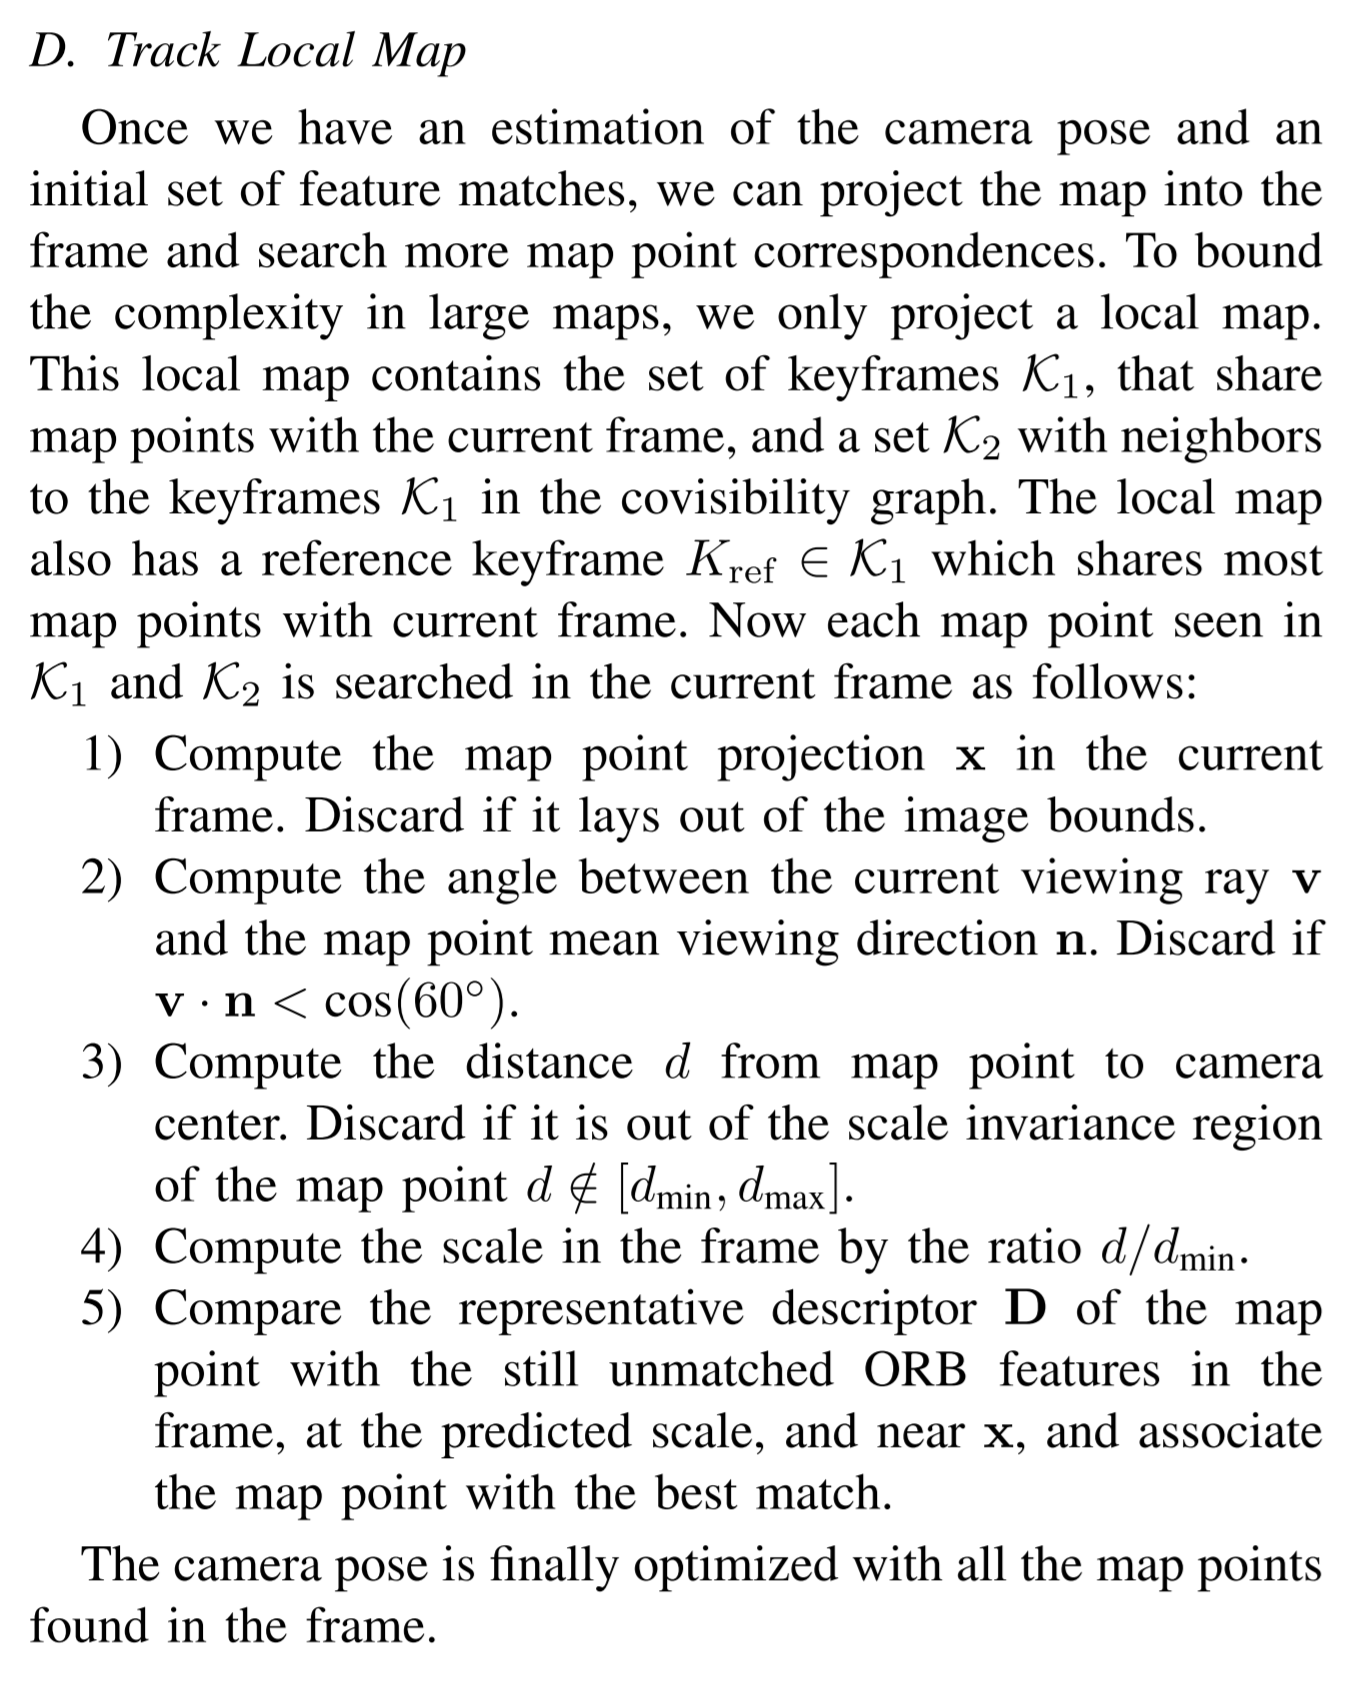 D. Track Local Map
Once we have an estimation of the camera pose and an
initial set of feature matches, we can project the map into the
frame and search more map point correspondences. To bound
the complexity in large maps, we only project a local map.
This local map contains the set of keyframes 𝒦₁, that share
map points with the current frame, and a set 𝒦₂ with neighbors
to the keyframes 𝒦₁ in the covisibility graph. The local map
also has a reference keyframe K_ref ∈ 𝒦₁ which shares most
map points with current frame. Now each map point seen in
𝒦₁ and 𝒦₂ is searched in the current frame as follows:
1) Compute the map point projection x in the current
frame. Discard if it lays out of the image bounds.
2) Compute the angle between the current viewing ray v
and the map point mean viewing direction n. Discard if
v · n < cos(60°).
3) Compute the distance d from map point to camera
center. Discard if it is out of the scale invariance region
of the map point d ∉ [d_min, d_max].
4) Compute the scale in the frame by the ratio d/d_min.
5) Compare the representative descriptor D of the map
point with the still unmatched ORB features in the
frame, at the predicted scale, and near x, and associate
the map point with the best match.
The camera pose is finally optimized with all the map points
found in the frame.